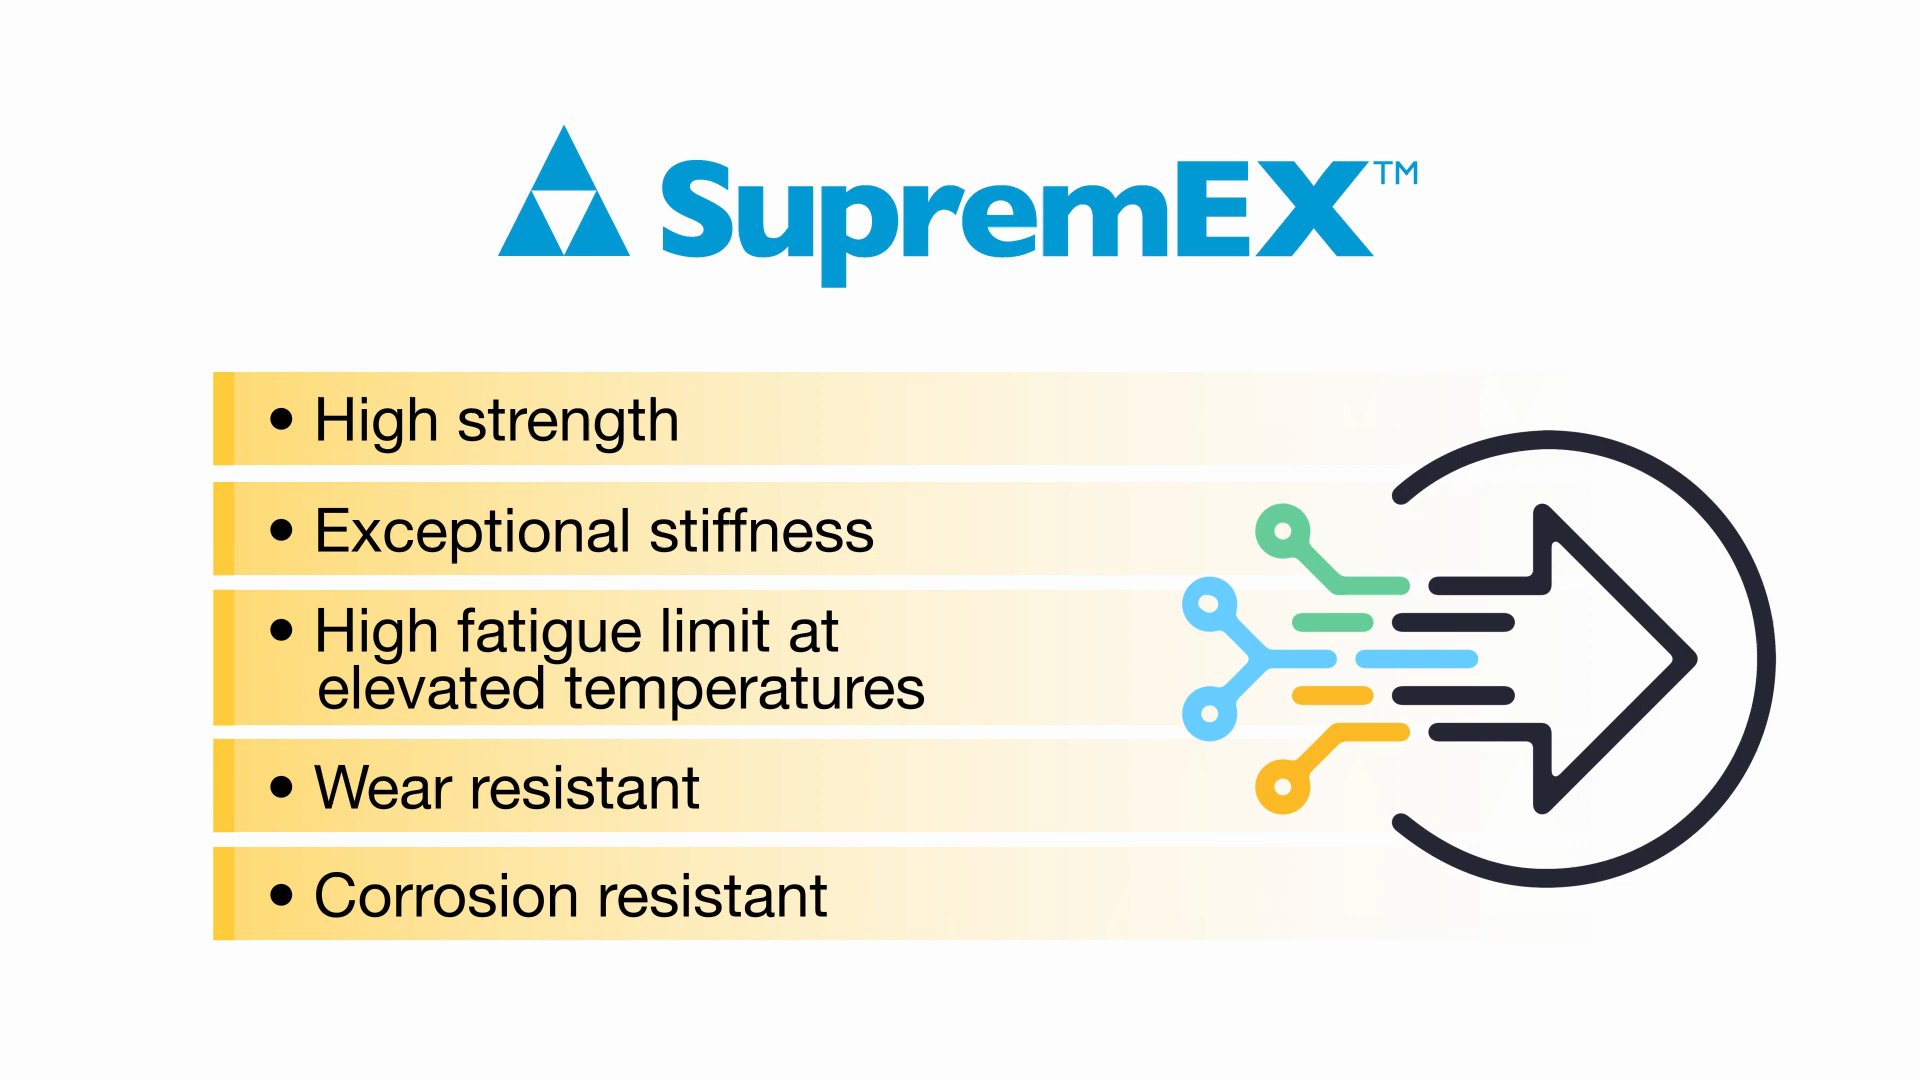 SupremEX™
• High strength
• Exceptional stiffness
• High fatigue limit at
elevated temperatures
• Wear resistant
• Corrosion resistant